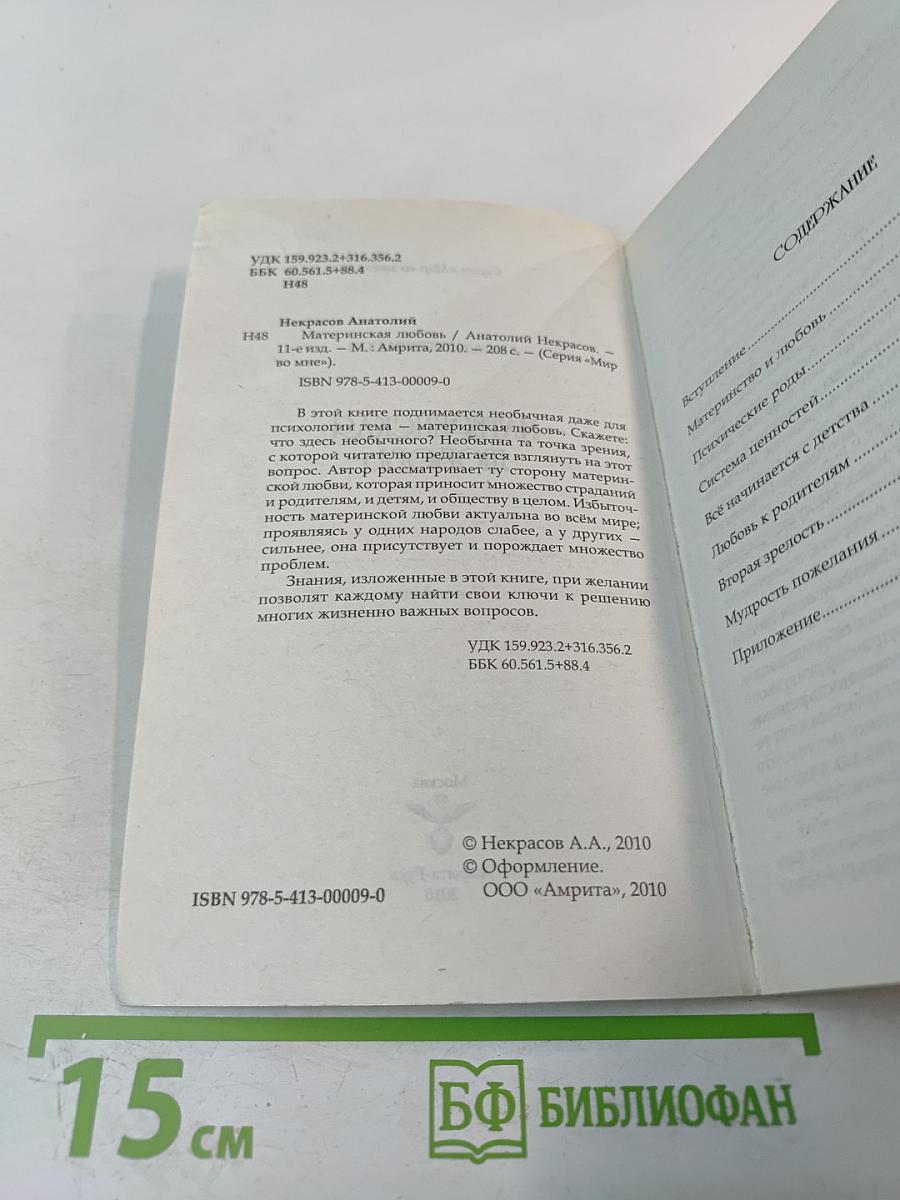 УДК 159.923.2+316.356.2
ББК 60.561.5+88.4
Н48
Некрасов Анатолий
Н48 Материнская любовь / Анатолий Некрасов. —
11-е изд. — М. : Амрита, 2010. — 208 с. — (Серия «Мир
во мне»).
ISBN 978-5-413-00009-0
В этой книге поднимается необычная даже для
психологии тема — материнская любовь. Скажете:
что здесь необычного? Необычна та точка зрения,
с которой читателю предлагается взглянуть на этот
вопрос. Автор рассматривает ту сторону материн-
ской любви, которая приносит множество страданий
и родителям, и детям, и обществу в целом. Избыточ-
ность материнской любви актуальна во всём мире;
проявляясь у одних народов слабее, а у других —
сильнее, она присутствует и порождает множество
проблем.
Знания, изложенные в этой книге, при желании
позволят каждому найти свои ключи к решению
многих жизненно важных вопросов.
УДК 159.923.2+316.356.2
ББК 60.561.5+88.4
© Некрасов А.А., 2010
© Оформление.
ООО «Амрита», 2010
ISBN 978-5-413-00009-0
СОДЕРЖАНИЕ
Вступление
Материнство и любовь
Психические роды
Система ценностей
Всё начинается с детства
Любовь к родителям
Вторая зрелость
Мудрость пожелания
Приложение
15 см
БФ БИБЛИОФАН